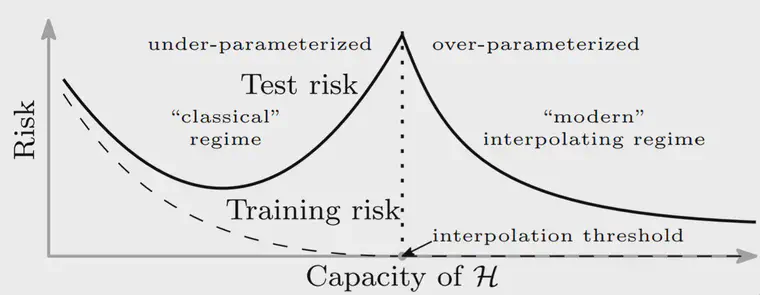 under-parameterized
over-parameterized
Test risk
“classical”
regime
“modern”
interpolating regime
Risk
Training risk
interpolation threshold
Capacity of ℋ